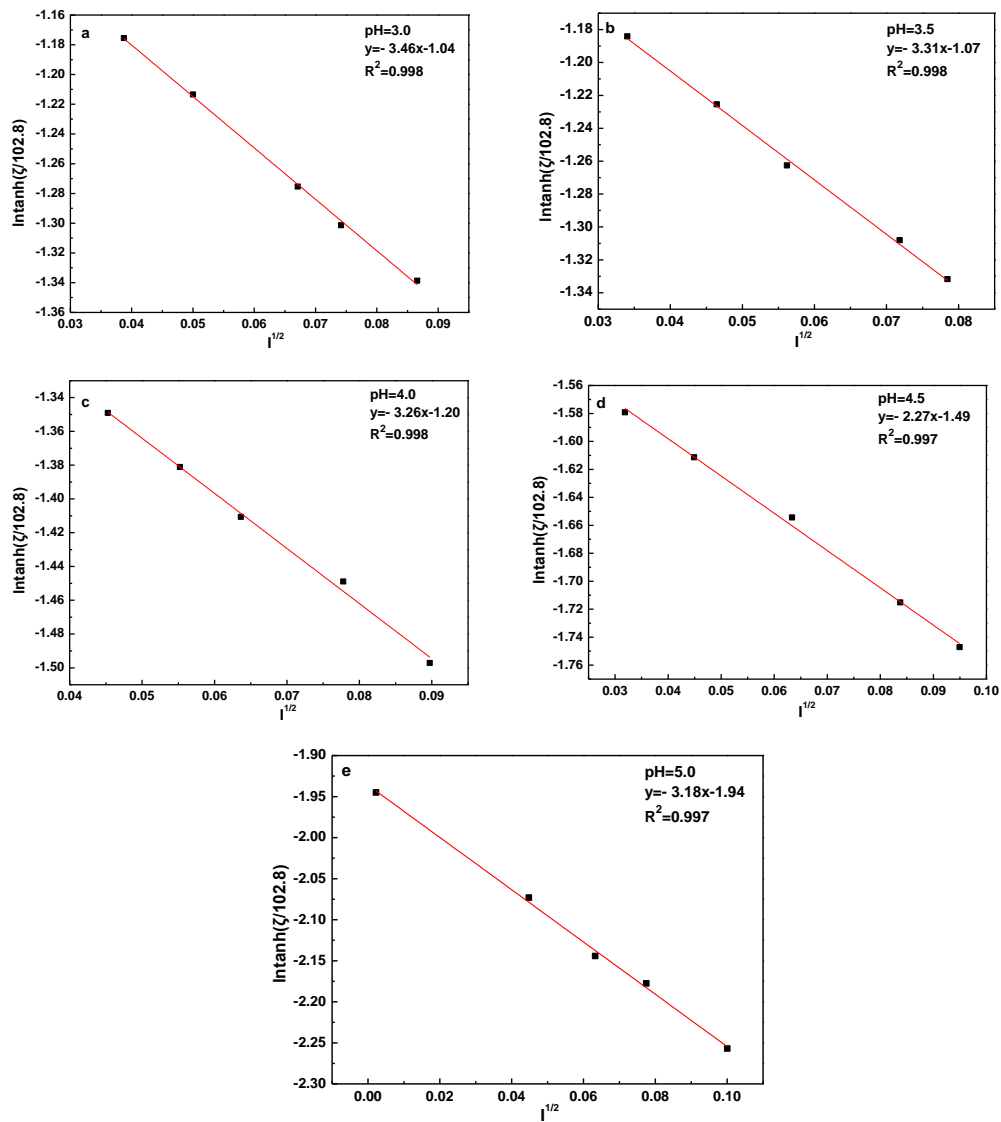 a
pH=3.0
y=- 3.46x-1.04
R²=0.998
-1.16
-1.18
-1.20
-1.22
-1.24
-1.26
-1.28
-1.30
-1.32
-1.34
-1.36
lntanh(ζ/102.8)
0.03 0.04 0.05 0.06 0.07 0.08 0.09
I^1/2
b
pH=3.5
y=- 3.31x-1.07
R²=0.998
-1.18
-1.20
-1.22
-1.24
-1.26
-1.28
-1.30
-1.32
-1.34
lntanh(ζ/102.8)
0.03 0.04 0.05 0.06 0.07 0.08
I^1/2
c
pH=4.0
y=- 3.26x-1.20
R²=0.998
-1.34
-1.36
-1.38
-1.40
-1.42
-1.44
-1.46
-1.48
-1.50
lntanh(ζ/102.8)
0.04 0.05 0.06 0.07 0.08 0.09
I^1/2
d
pH=4.5
y=- 2.27x-1.49
R²=0.997
-1.56
-1.58
-1.60
-1.62
-1.64
-1.66
-1.68
-1.70
-1.72
-1.74
-1.76
lntanh(ζ/102.8)
0.03 0.04 0.05 0.06 0.07 0.08 0.09 0.10
I^1/2
e
pH=5.0
y=- 3.18x-1.94
R²=0.997
-1.90
-1.95
-2.00
-2.05
-2.10
-2.15
-2.20
-2.25
-2.30
lntanh(ζ/102.8)
0.00 0.02 0.04 0.06 0.08 0.10
I^1/2